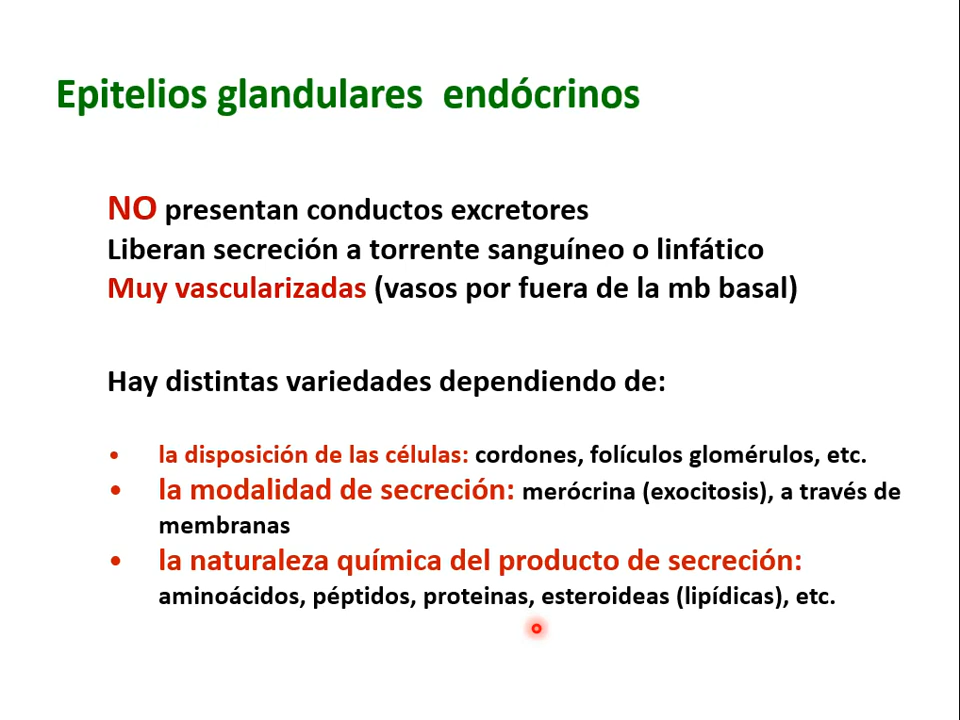 Epitelios glandulares endócrinos
NO presentan conductos excretores
Liberan secreción a torrente sanguíneo o linfático
Muy vascularizadas (vasos por fuera de la mb basal)
Hay distintas variedades dependiendo de:
• la disposición de las células: cordones, folículos glomérulos, etc.
• la modalidad de secreción: merócrina (exocitosis), a través de
membranas
• la naturaleza química del producto de secreción:
aminoácidos, péptidos, proteinas, esteroideas (lipídicas), etc.